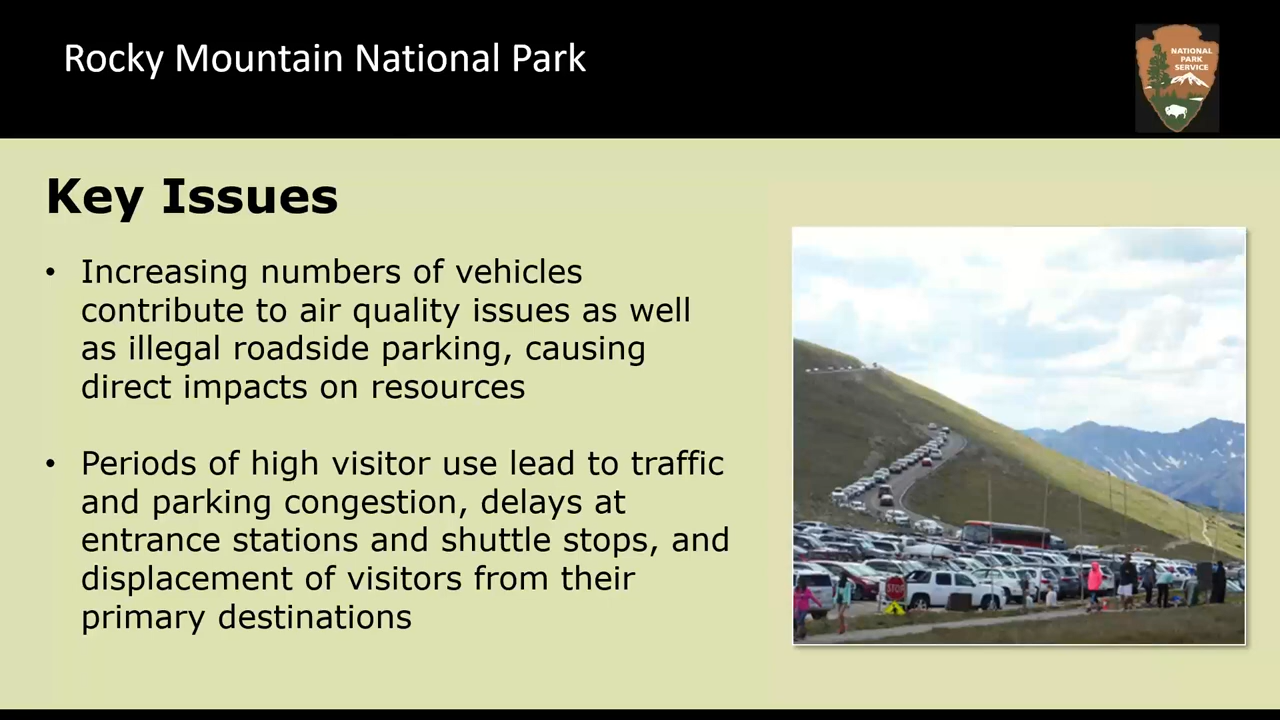 Rocky Mountain National Park
NATIONAL
PARK
SERVICE
Key Issues
• Increasing numbers of vehicles
contribute to air quality issues as well
as illegal roadside parking, causing
direct impacts on resources
• Periods of high visitor use lead to traffic
and parking congestion, delays at
entrance stations and shuttle stops, and
displacement of visitors from their
primary destinations
STOP